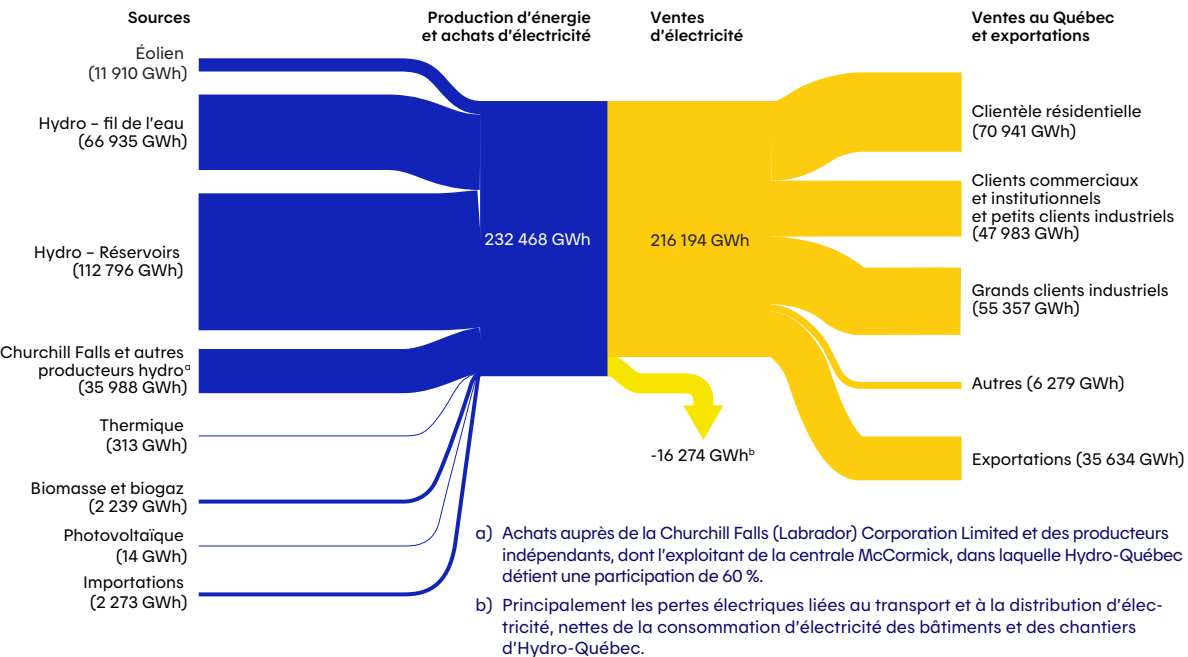 Sources
Production d'énergie
et achats d'électricité
Ventes
d'électricité
Ventes au Québec
et exportations
Éolien
(11 910 GWh)
Hydro – fil de l'eau
(66 935 GWh)
Hydro – Réservoirs
(112 796 GWh)
Churchill Falls et autres
producteurs hydroᵃ
(35 988 GWh)
Thermique
(313 GWh)
Biomasse et biogaz
(2 239 GWh)
Photovoltaïque
(14 GWh)
Importations
(2 273 GWh)
232 468 GWh
216 194 GWh
-16 274 GWhᵇ
Clientèle résidentielle
(70 941 GWh)
Clients commerciaux
et institutionnels
et petits clients industriels
(47 983 GWh)
Grands clients industriels
(55 357 GWh)
Autres (6 279 GWh)
Exportations (35 634 GWh)
a) Achats auprès de la Churchill Falls (Labrador) Corporation Limited et des producteurs
indépendants, dont l'exploitant de la centrale McCormick, dans laquelle Hydro-Québec
détient une participation de 60 %.
b) Principalement les pertes électriques liées au transport et à la distribution d'élec-
tricité, nettes de la consommation d'électricité des bâtiments et des chantiers
d'Hydro-Québec.